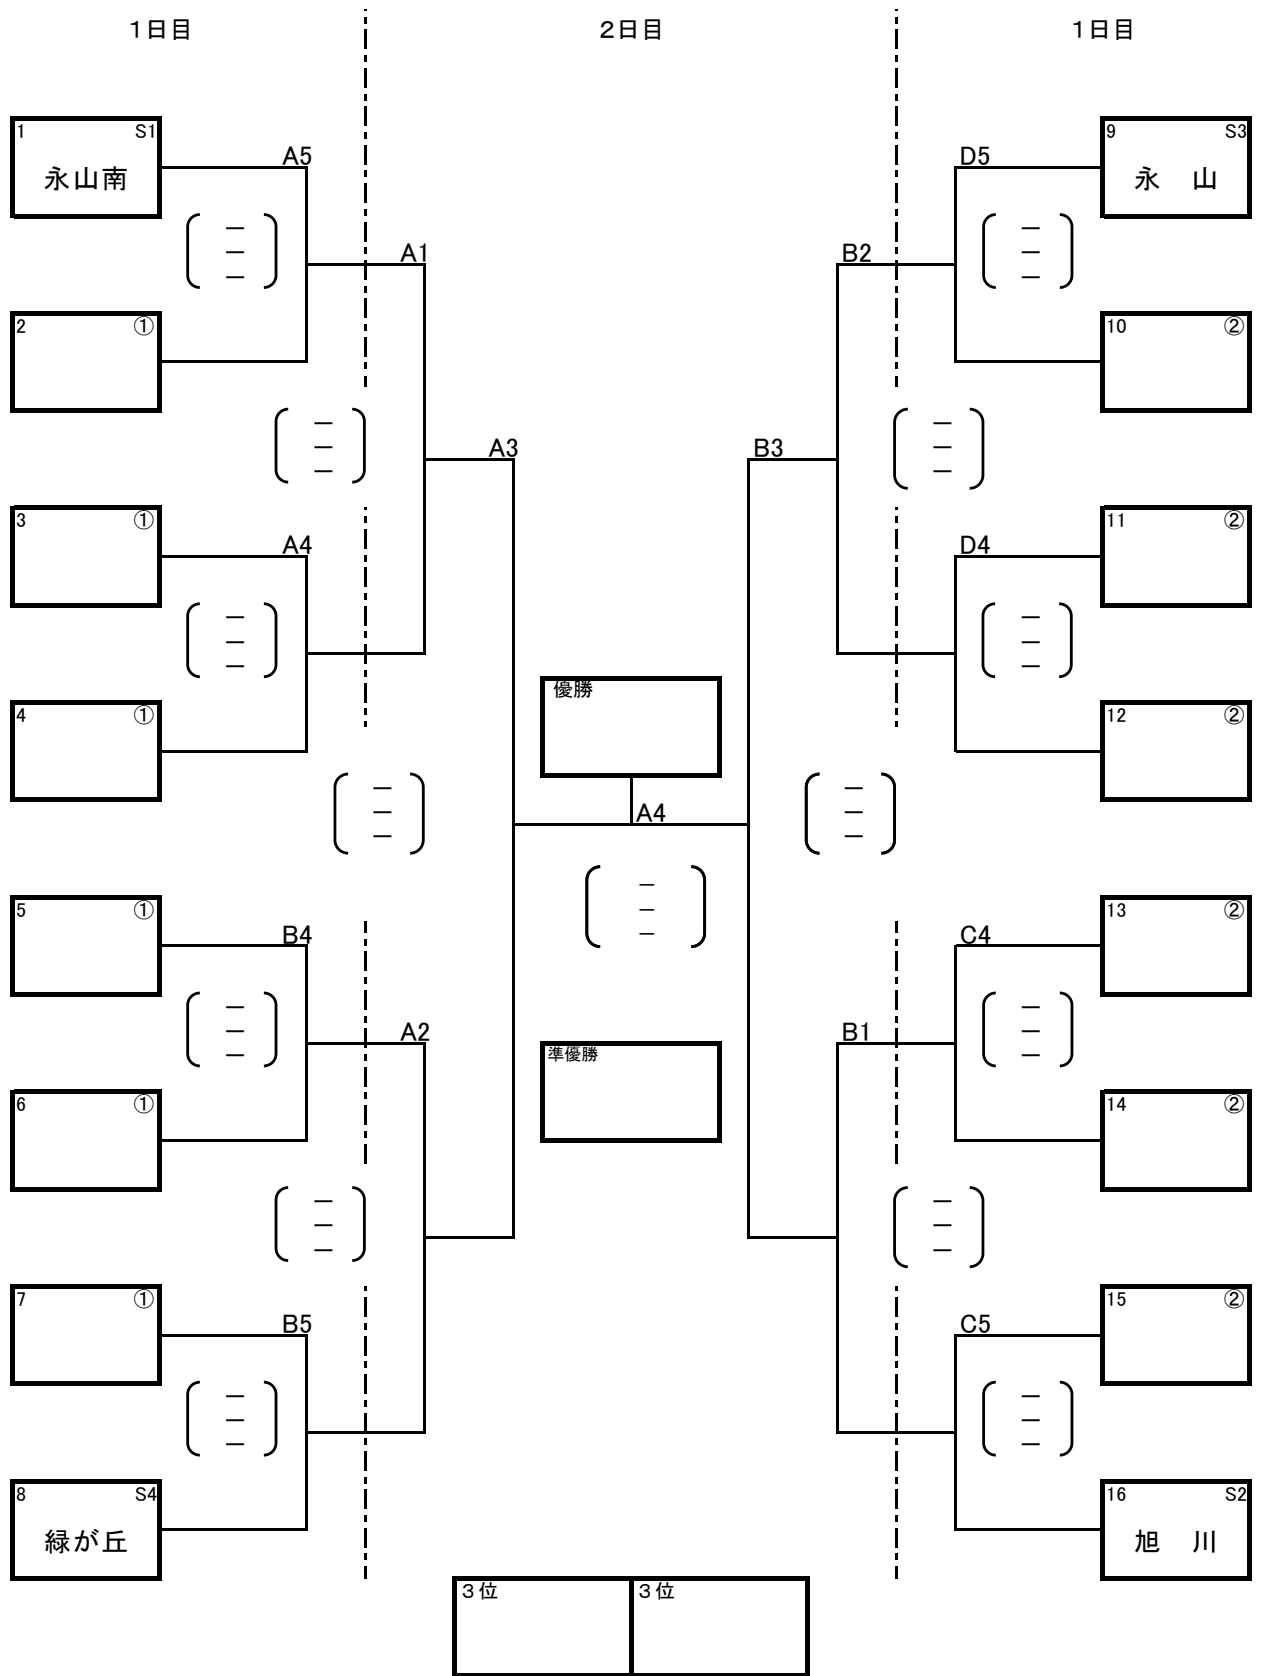 1日目 2日目 1日目
1 S1 9 S3
A5 D5
永山南 永 山
－ －
－ A1 B2 －
－ －
2 ① 10 ②
－ －
－ A3 B3 －
－ －
3 ① 11 ②
A4 D4
－ －
－ －
－ －
優勝
4 ① 12 ②
－ －
－ A4 －
－ －
－
5 ① － 13 ②
B4 － C4
－ －
－ A2 B1 －
－ 準優勝 －
6 ① 14 ②
－ －
－ －
－ －
7 ① 15 ②
B5 C5
－ －
－ －
－ －
8 S4 16 S2
緑が丘 旭 川
3位 3位